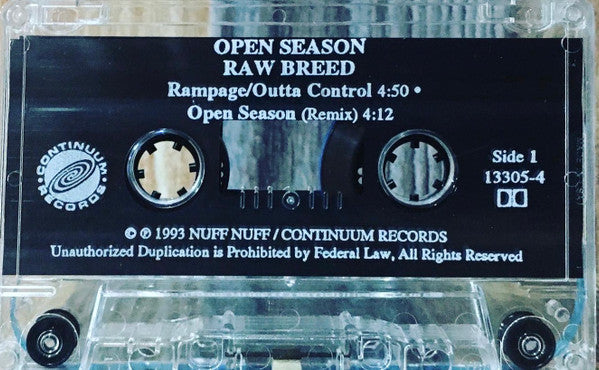 OPEN SEASON
RAW BREED
Rampage/Outta Control 4:50 •
Open Season (Remix) 4:12
CONTINUUM
RECORDS
Side 1
13305-4
© ℗ 1993 NUFF NUFF / CONTINUUM RECORDS
Unauthorized Duplication is Prohibited by Federal Law, All Rights Reserved